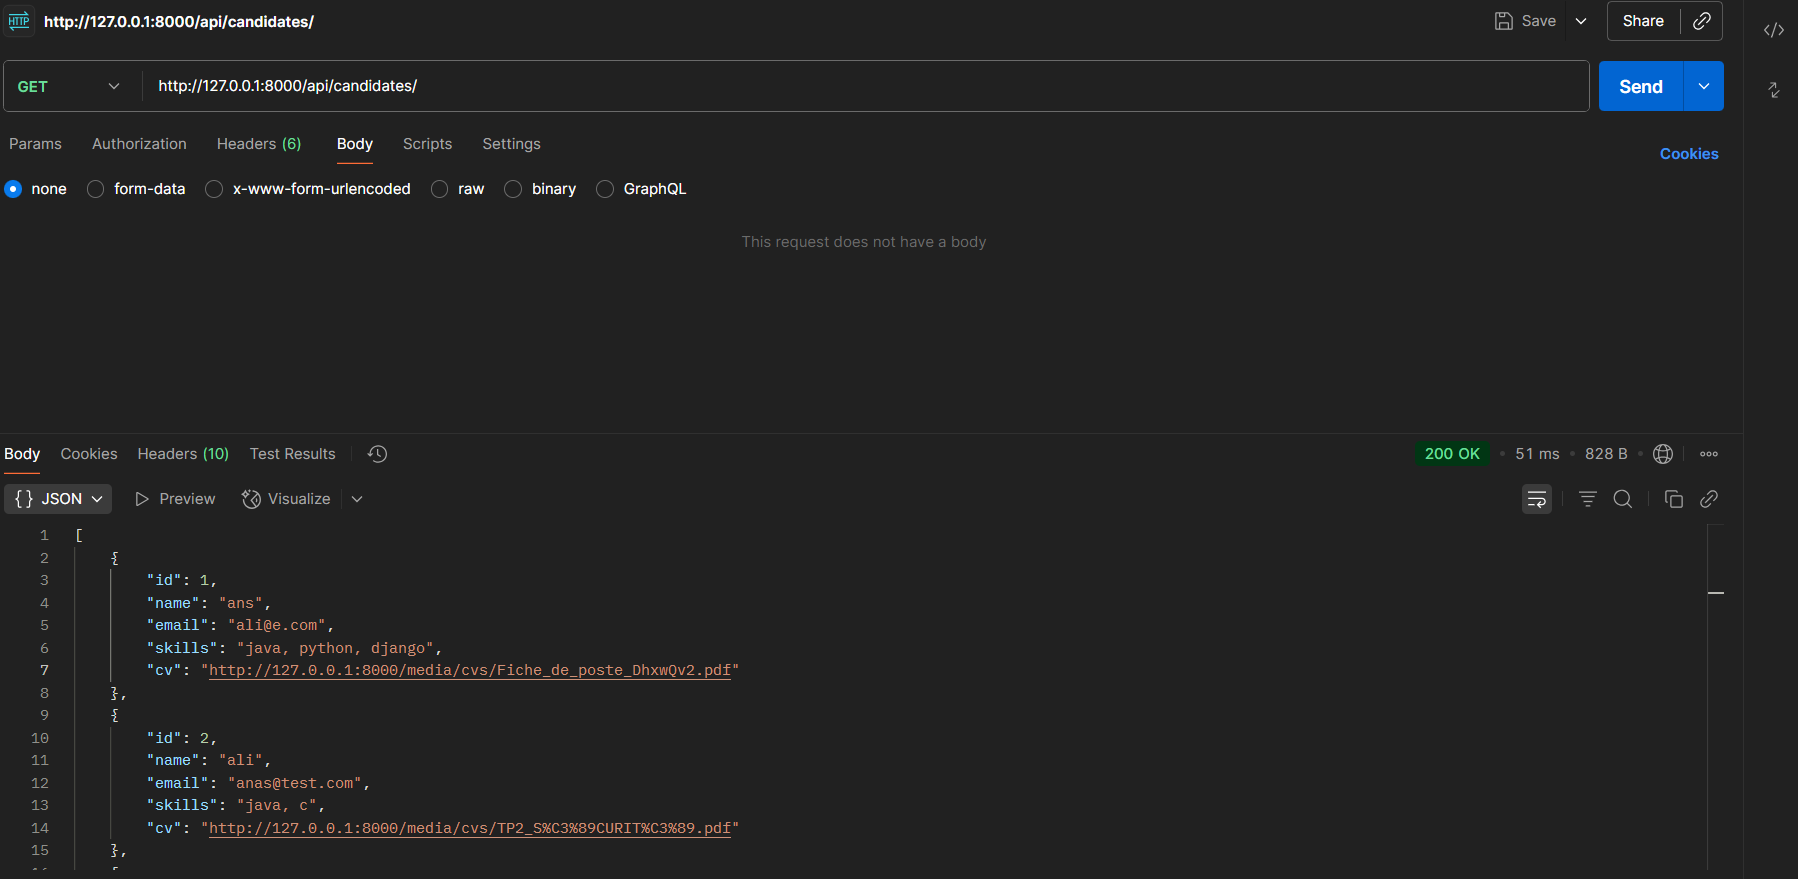 HTTP http://127.0.0.1:8000/api/candidates/ Save Share
GET http://127.0.0.1:8000/api/candidates/ Send
Params Authorization Headers (6) Body Scripts Settings Cookies
none form-data x-www-form-urlencoded raw binary GraphQL
This request does not have a body
Body Cookies Headers (10) Test Results 200 OK • 51 ms • 828 B •
{} JSON Preview Visualize
1 [
2 {
3 "id": 1,
4 "name": "ans",
5 "email": "ali@e.com",
6 "skills": "java, python, django",
7 "cv": "http://127.0.0.1:8000/media/cvs/Fiche_de_poste_DhxwQv2.pdf"
8 },
9 {
10 "id": 2,
11 "name": "ali",
12 "email": "anas@test.com",
13 "skills": "java, c",
14 "cv": "http://127.0.0.1:8000/media/cvs/TP2_S%C3%89CURIT%C3%89.pdf"
15 },